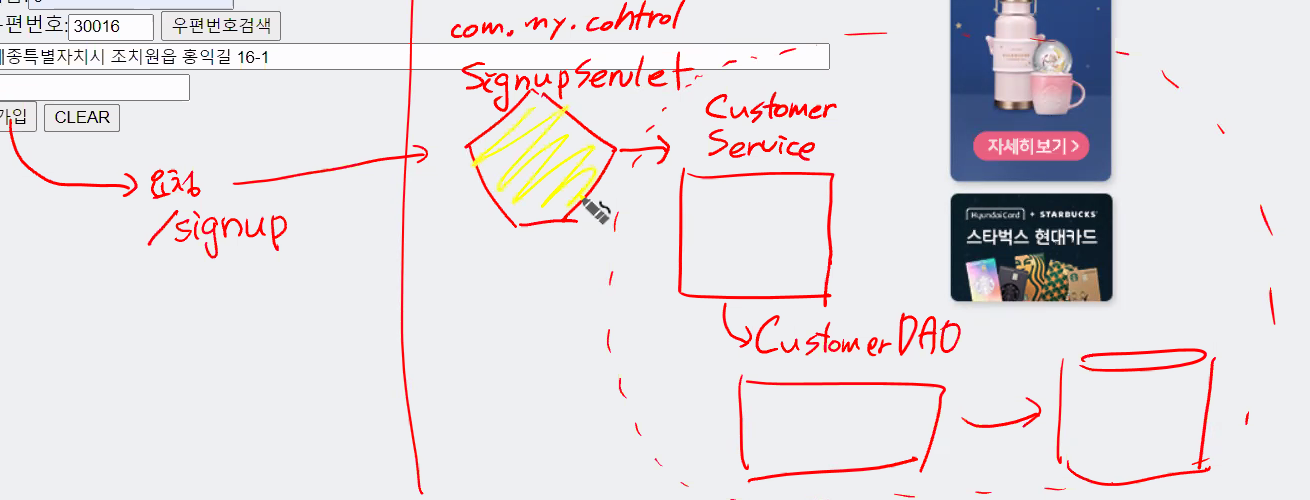 우편번호: 30016 우편번호검색
세종특별자치시 조치원읍 홍익길 16-1
가입 CLEAR
요청
/signup
com.my.control
SignupServlet
Customer
Service
CustomerDAO
자세히 보기 >
HyundaiCard + STARBUCKS
스타벅스 현대카드